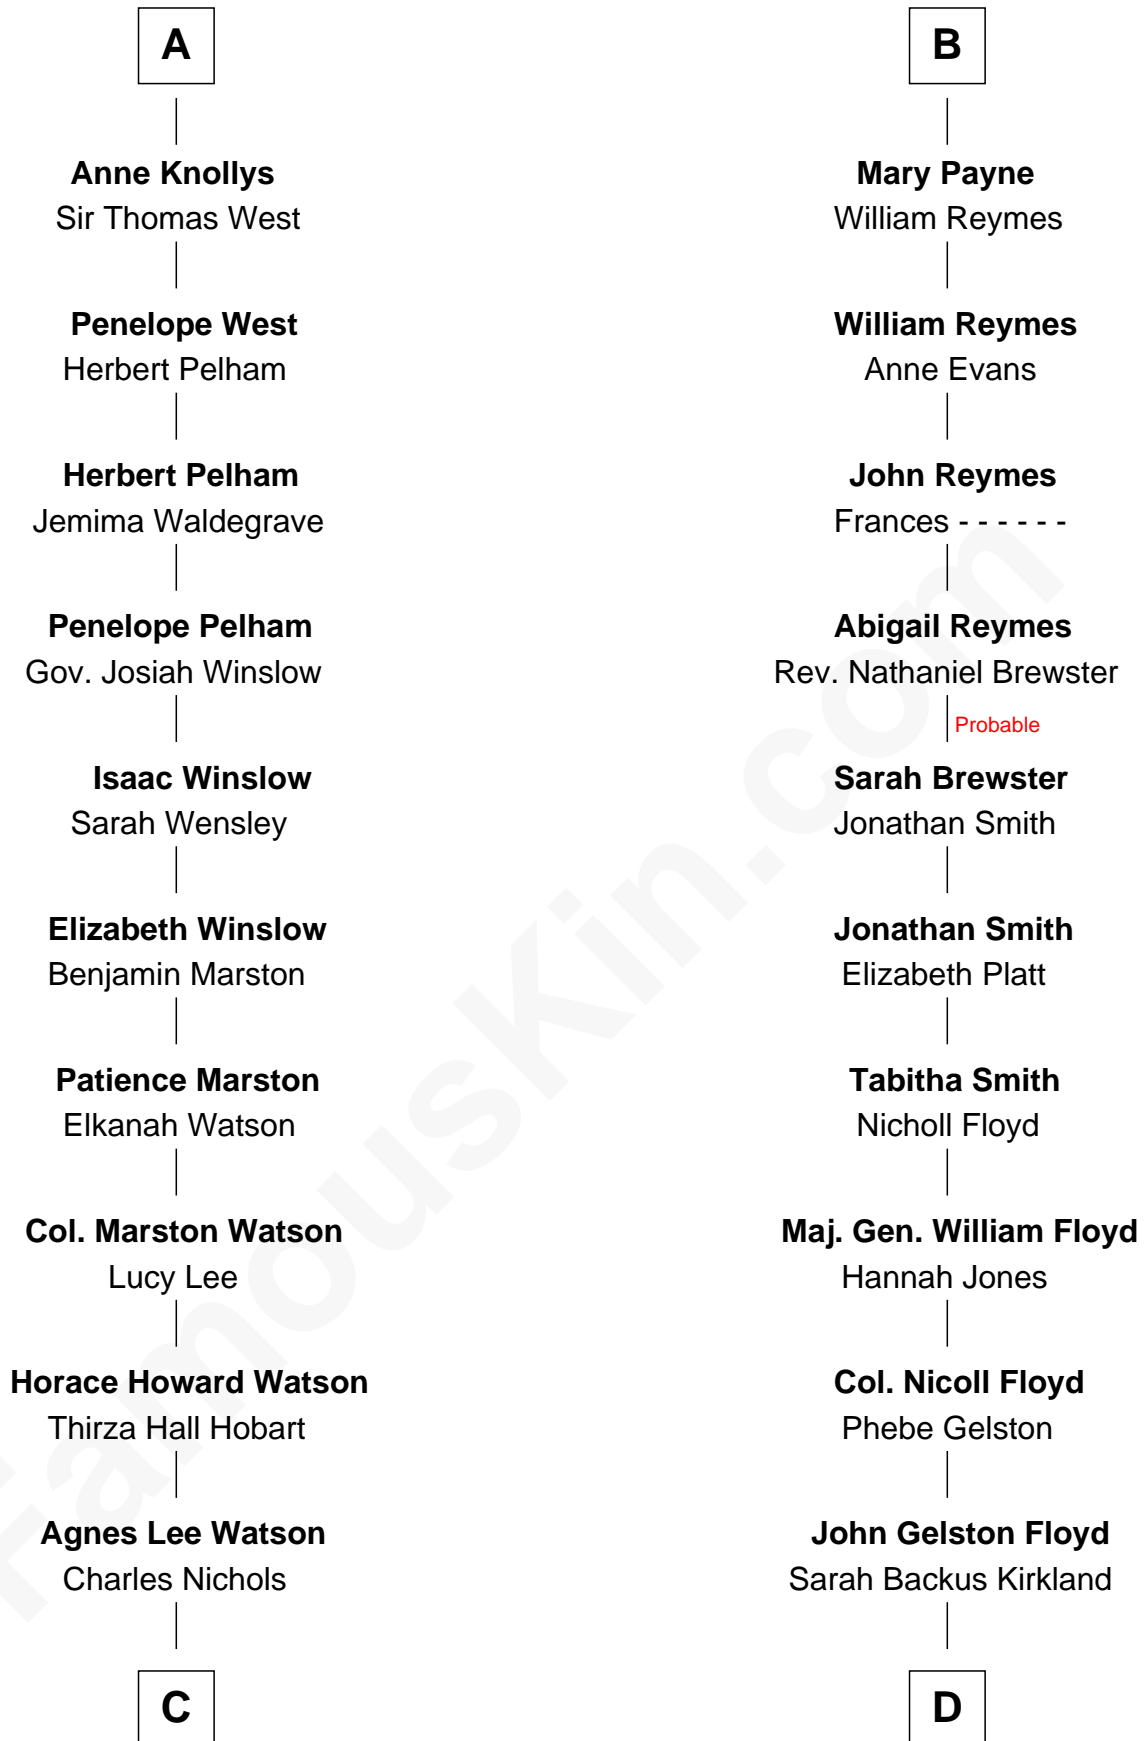 A
Anne Knollys
Sir Thomas West
Penelope West
Herbert Pelham
Herbert Pelham
Jemima Waldegrave
Penelope Pelham
Gov. Josiah Winslow
Isaac Winslow
Sarah Wensley
Elizabeth Winslow
Benjamin Marston
Patience Marston
Elkanah Watson
Col. Marston Watson
Lucy Lee
Horace Howard Watson
Thirza Hall Hobart
Agnes Lee Watson
Charles Nichols
C
B
Mary Payne
William Reymes
William Reymes
Anne Evans
John Reymes
Frances - - - - - -
Abigail Reymes
Rev. Nathaniel Brewster
Probable
Sarah Brewster
Jonathan Smith
Jonathan Smith
Elizabeth Platt
Tabitha Smith
Nicholl Floyd
Maj. Gen. William Floyd
Hannah Jones
Col. Nicoll Floyd
Phebe Gelston
John Gelston Floyd
Sarah Backus Kirkland
D
FamousKin.com